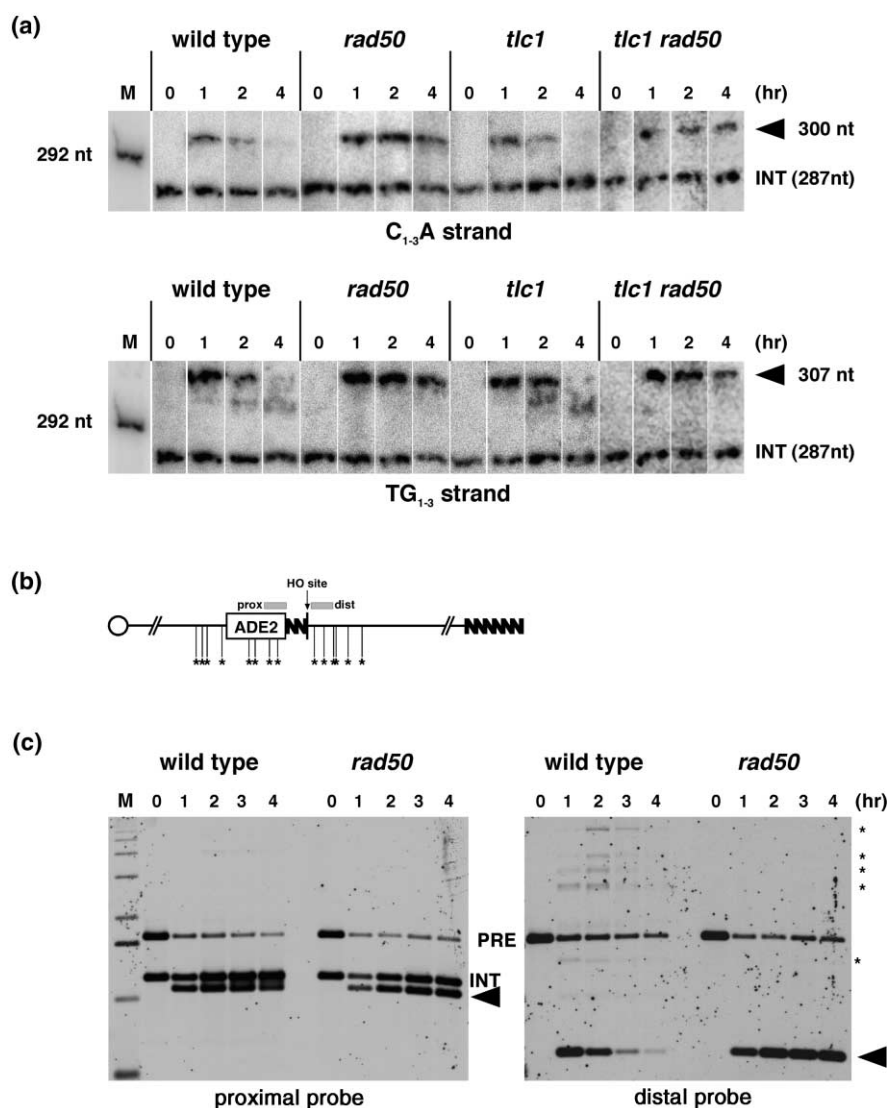 (a)
wild type rad50 tlc1 tlc1 rad50
M 0 1 2 4 0 1 2 4 0 1 2 4 0 1 2 4 (hr)
300 nt
292 nt
INT (287nt)
C1-3A strand
wild type rad50 tlc1 tlc1 rad50
M 0 1 2 4 0 1 2 4 0 1 2 4 0 1 2 4 (hr)
307 nt
292 nt
INT (287nt)
TG1-3 strand
(b)
HO site
prox dist
ADE2
* * * * * * * * * * * * * *
(c)
wild type rad50 wild type rad50
M 0 1 2 3 4 0 1 2 3 4 0 1 2 3 4 0 1 2 3 4 (hr)
*
*
*
*
PRE
*
INT
proximal probe distal probe